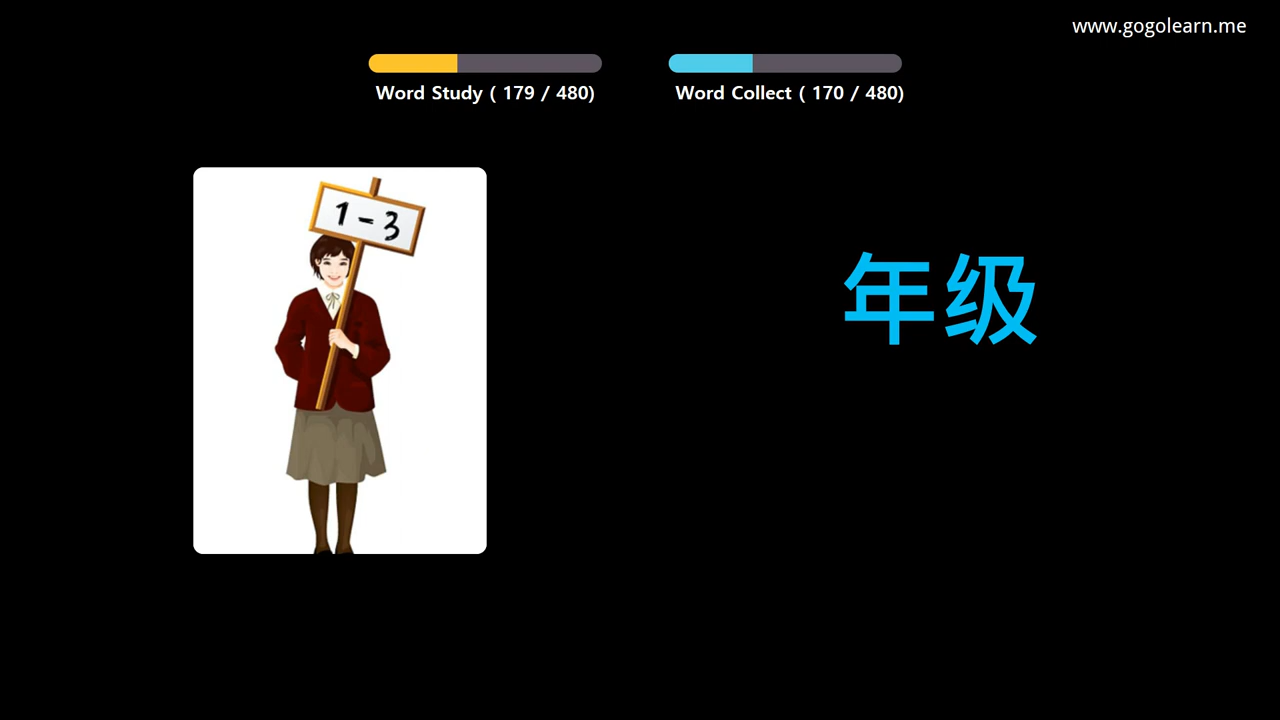 www.gogolearn.me
Word Study ( 179 / 480)
Word Collect ( 170 / 480)
1 - 3
年级